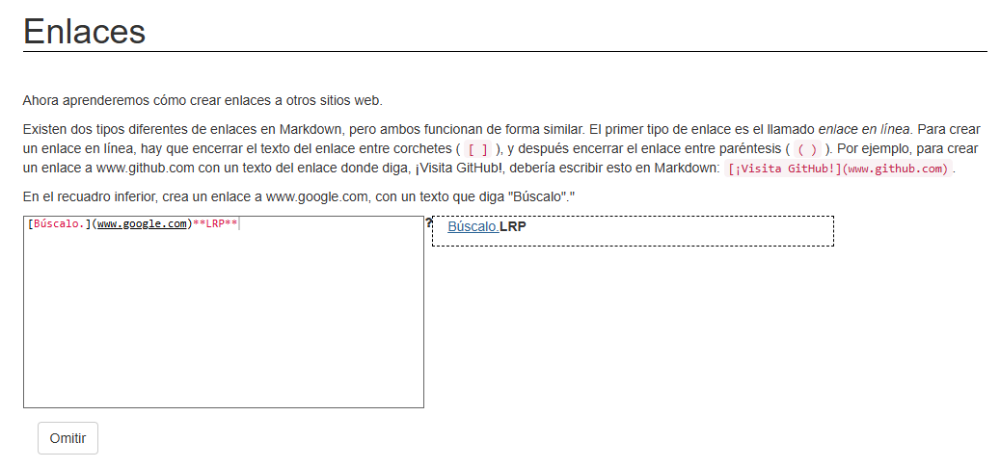 Enlaces
Ahora aprenderemos cómo crear enlaces a otros sitios web.
Existen dos tipos diferentes de enlaces en Markdown, pero ambos funcionan de forma similar. El primer tipo de enlace es el llamado enlace en línea. Para crear
un enlace en línea, hay que encerrar el texto del enlace entre corchetes ( [ ] ), y después encerrar el enlace entre paréntesis ( ( ) ). Por ejemplo, para crear
un enlace a www.github.com con un texto del enlace donde diga, ¡Visita GitHub!, debería escribir esto en Markdown: [¡Visita GitHub!](www.github.com) .
En el recuadro inferior, crea un enlace a www.google.com, con un texto que diga "Búscalo"."
[Búscalo.](www.google.com)**LRP**
?
Búscalo.LRP
Omitir